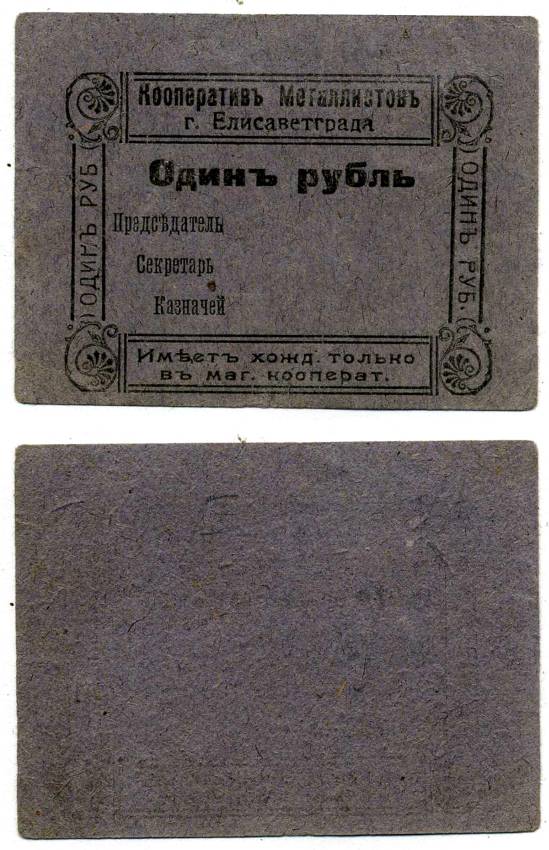 Кооперативъ Металлистовъ
г. Елисаветграда
Одинъ рубль
Предсѣдатель
Секретарь
Казначей
ОДИНЪ РУБ
ОДИНЪ РУБ.
Имѣетъ хожд. только
въ маг. кооперат.